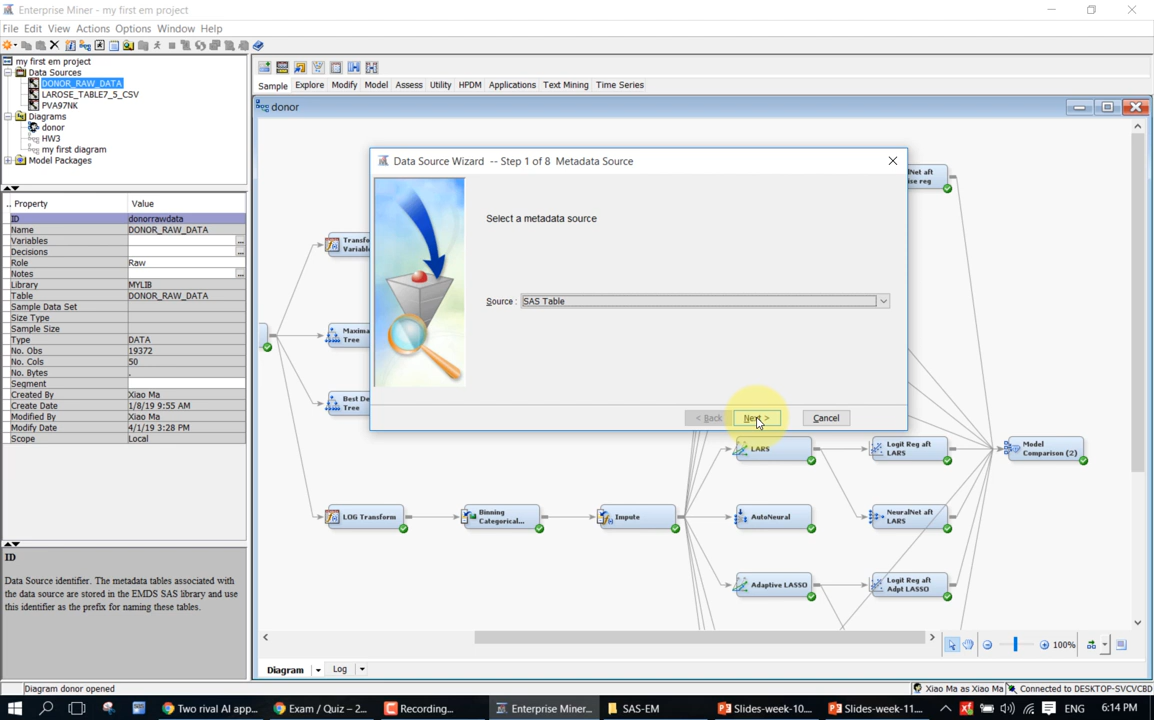 Enterprise Miner - my first em project
File Edit View Actions Options Window Help
my first em project
Data Sources
DONOR_RAW_DATA
LAROSE_TABLE7_5_CSV
PVA97NK
Diagrams
donor
HW3
my first diagram
Model Packages
.. Property Value
ID donorrawdata
Name DONOR_RAW_DATA
Variables ...
Decisions ...
Role Raw
Notes ...
Library MYLIB
Table DONOR_RAW_DATA
Sample Data Set
Size Type
Sample Size
Type DATA
No. Obs 19372
No. Cols 50
No. Bytes .
Segment
Created By Xiao Ma
Create Date 1/8/19 9:55 AM
Modified By Xiao Ma
Modify Date 4/1/19 3:28 PM
Scope Local
ID
Data Source identifier. The metadata tables associated with
the data source are stored in the EMDS SAS library and use
this identifier as the prefix for naming these tables.
Sample Explore Modify Model Assess Utility HPDM Applications Text Mining Time Series
donor
Data Source Wizard -- Step 1 of 8 Metadata Source
Select a metadata source
Source : SAS Table
< Back Next > Cancel
Variable
Tree
Tree
LOG Transform
Binning
Categorical...
Impute
LARS
AutoNeural
Adaptive LASSO
Logit Reg aft
LARS
NeuralNet aft
LARS
Logit Reg aft
Adpt LASSO
Model
Comparison (2)
100%
Diagram Log
Diagram donor opened
Xiao Ma as Xiao Ma Connected to DESKTOP-SVCVCBD
Two rival AI app... Exam / Quiz – 2... Recording... Enterprise Miner... SAS-EM Slides-week-10.... Slides-week-11.... ENG 6:14 PM